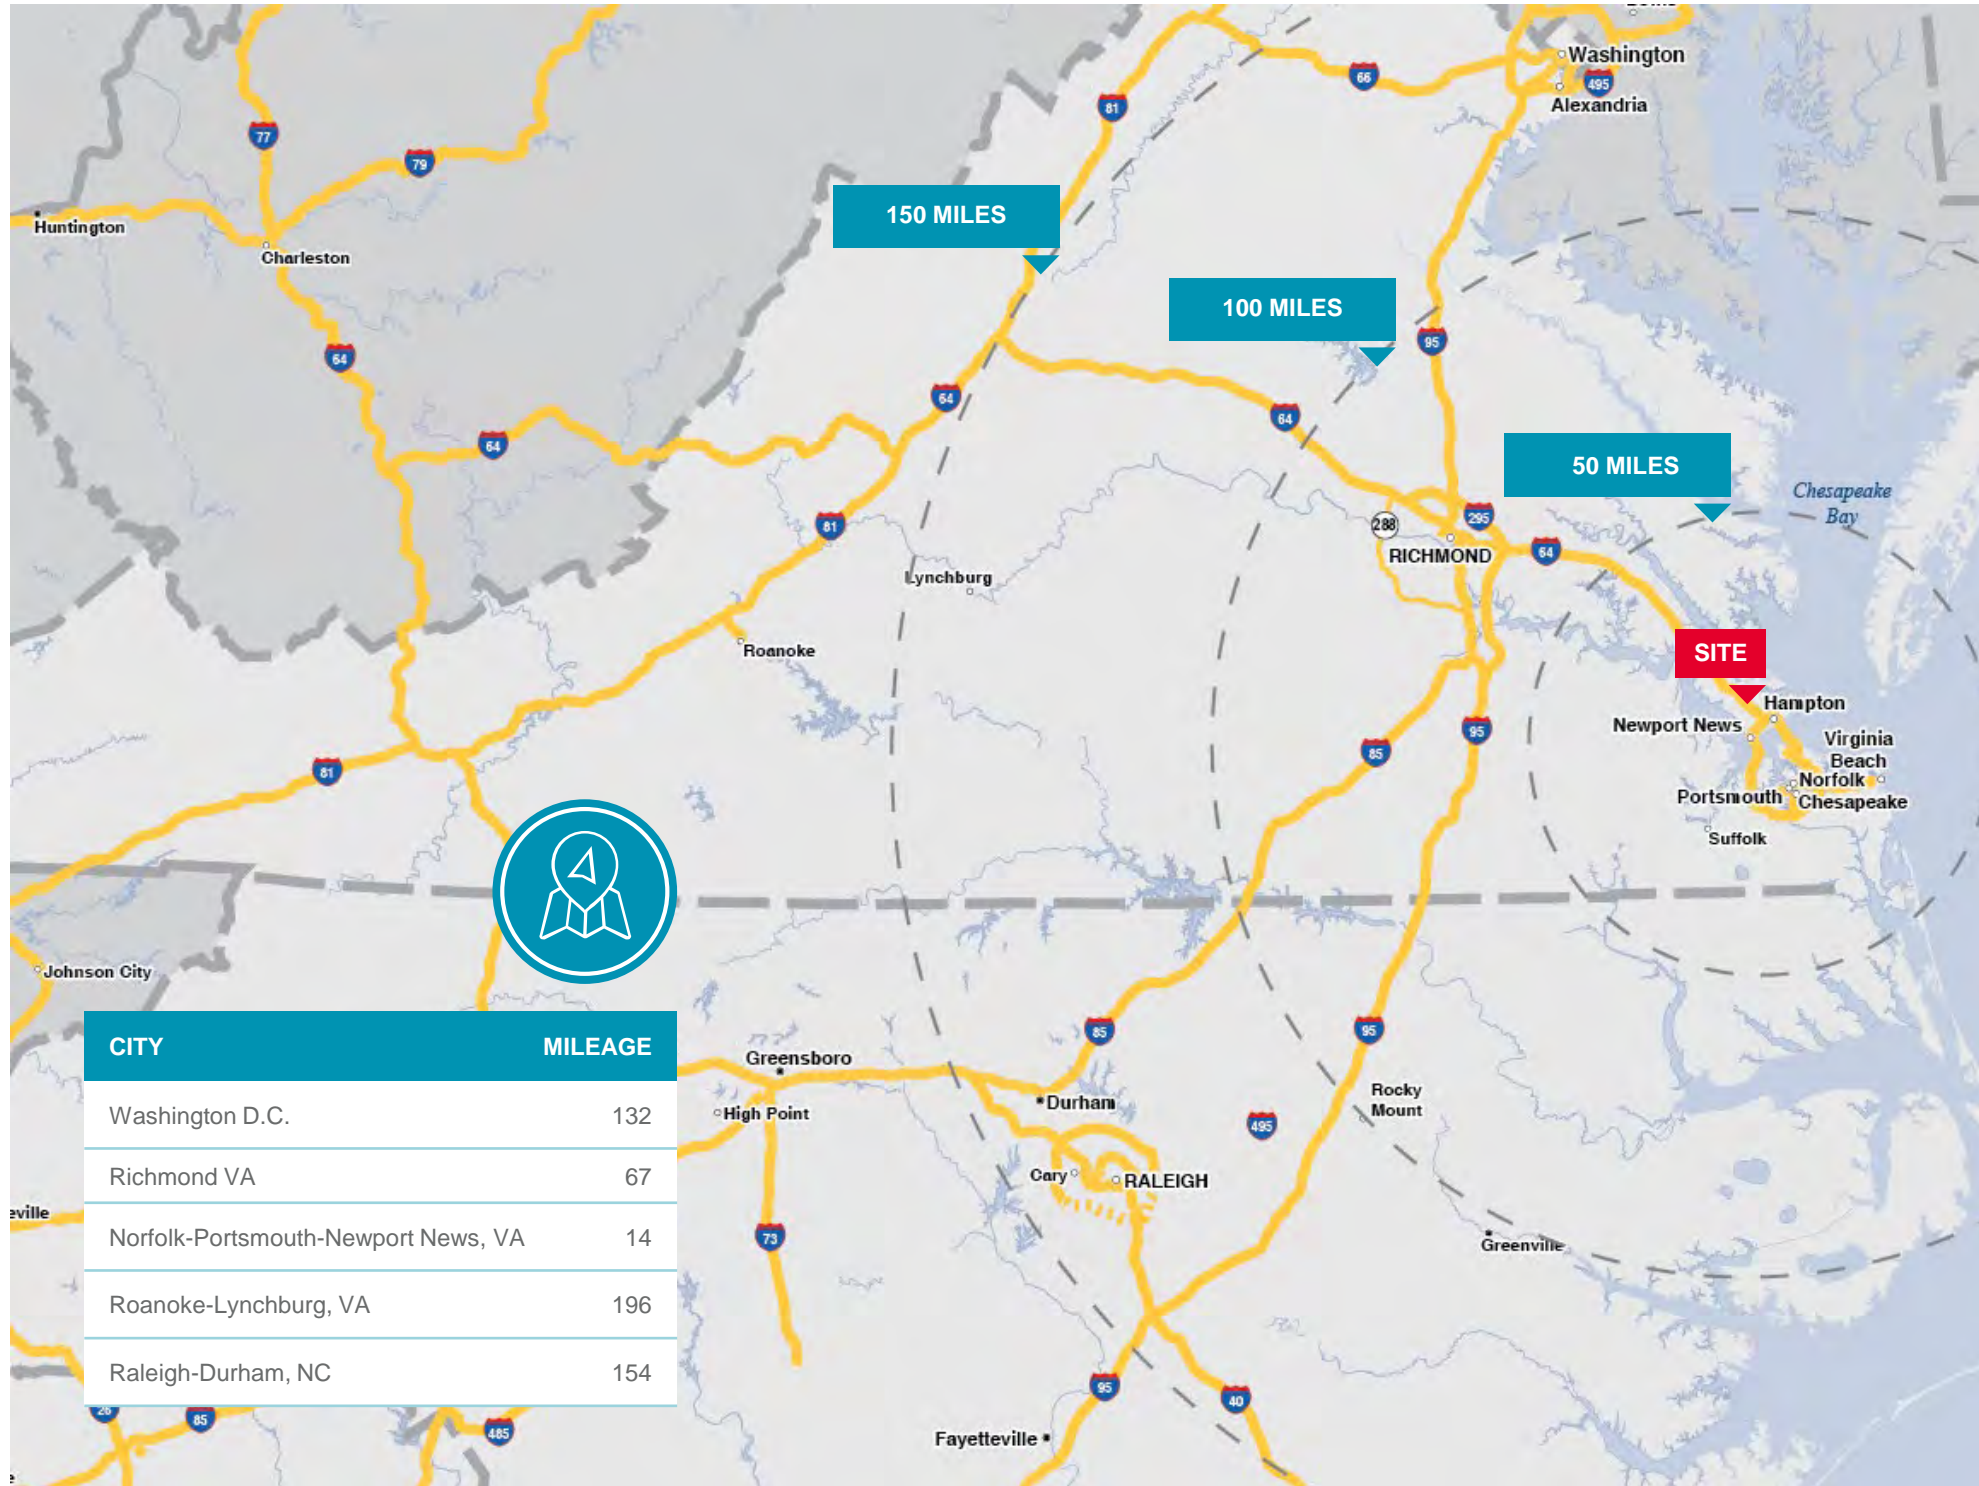 Washington
66
495
81
Alexandria
77
79
150 MILES
Huntington
Charleston
100 MILES
95
64
64
64
64
50 MILES
Chesapeake
Bay
81
288
295
RICHMOND
64
Lynchburg
Roanoke
SITE
Hampton
Newport News
95
Virginia
Beach
85
81
Norfolk
Portsmouth
Chesapeake
Suffolk
Johnson City
85
95
CITY MILEAGE
Greensboro
Rocky
Mount
Durham
High Point
Washington D.C. 132
495
Richmond VA 67
Cary
RALEIGH
eville
Norfolk-Portsmouth-Newport News, VA 14
73
Greenville
Roanoke-Lynchburg, VA 196
Raleigh-Durham, NC 154
95
40
26
85
485
Fayetteville